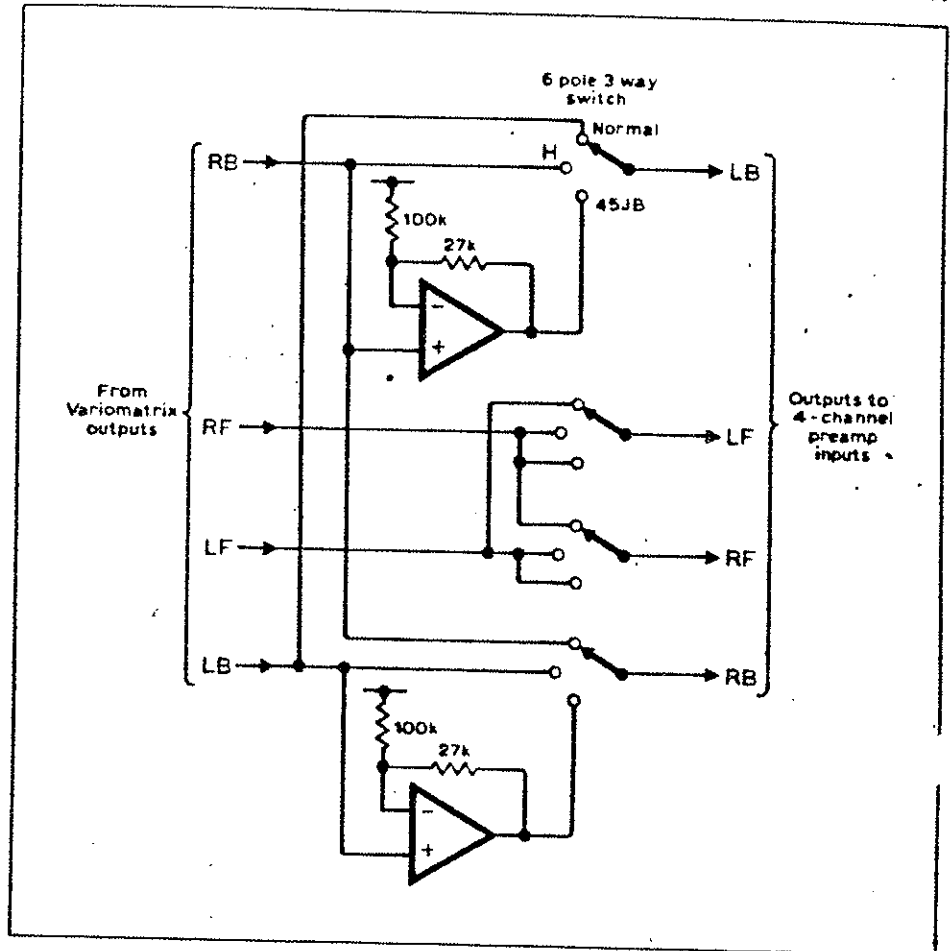 6 pole 3 way
switch
Normal
RB
H
LB
45JB
100k
27k
−
+
From
Variomatrix
outputs
RF
LF
Outputs to
4-channel
preamp
inputs
LF
RF
LB
RB
100k
27k
−
+